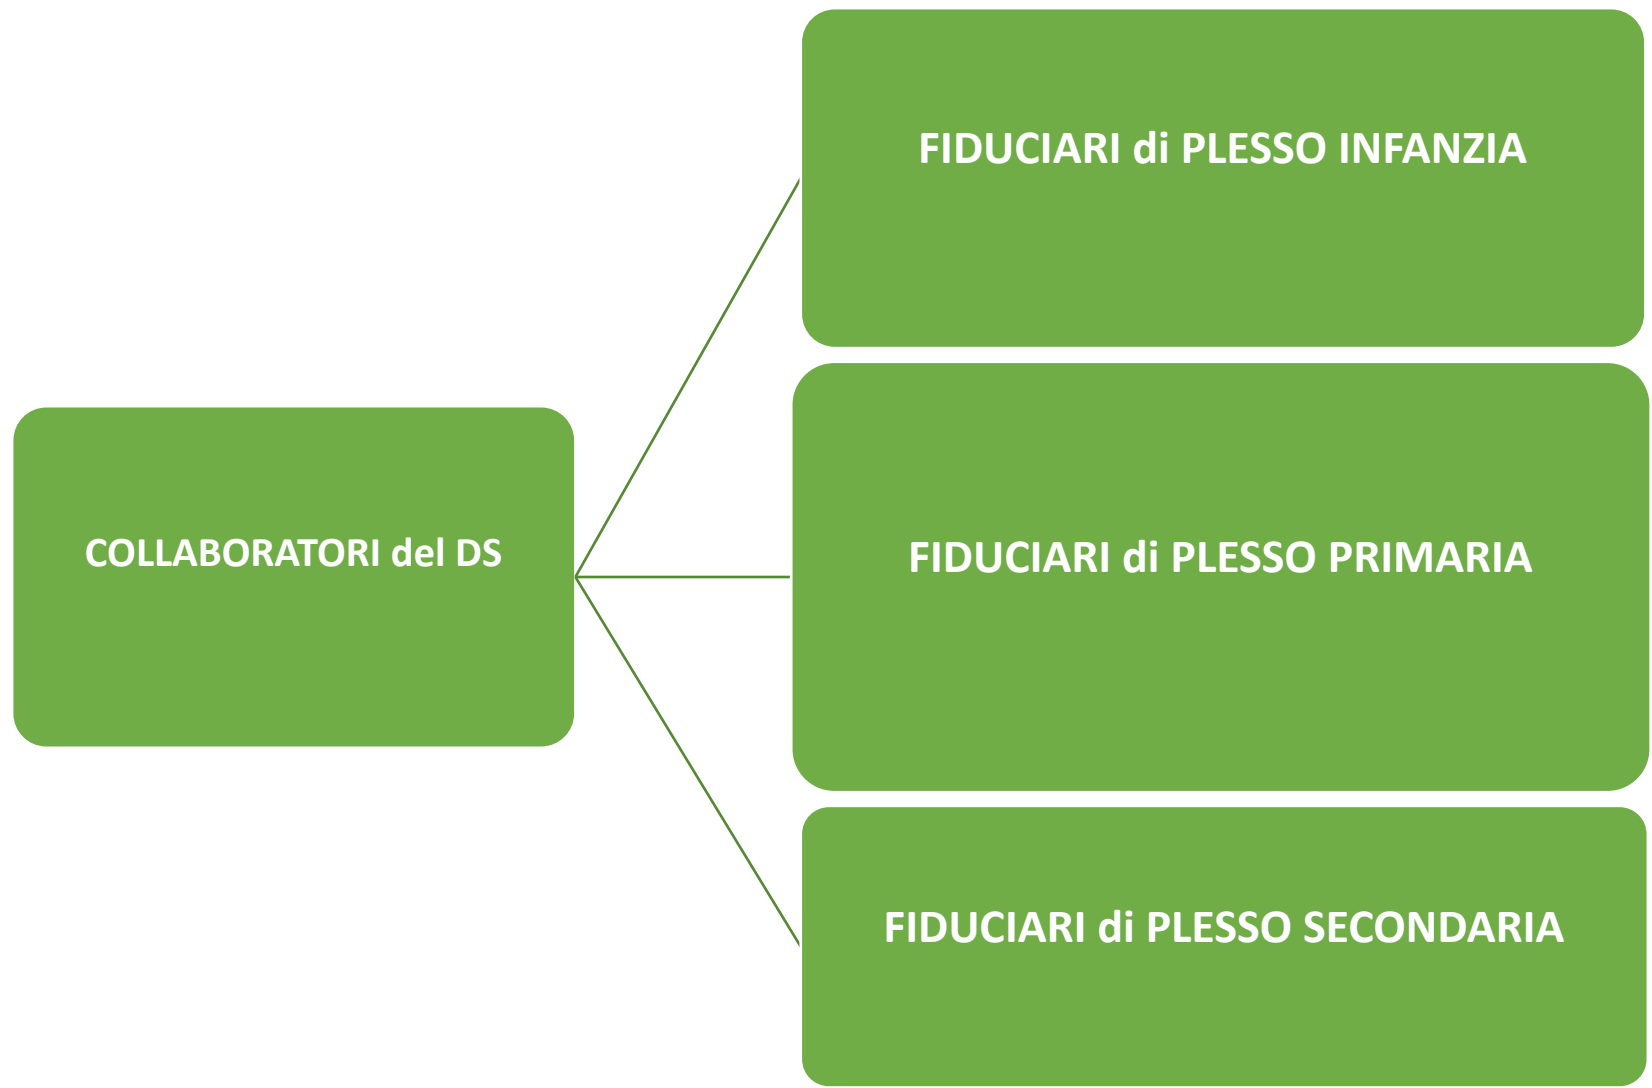 FIDUCIARI di PLESSO INFANZIA
COLLABORATORI del DS
FIDUCIARI di PLESSO PRIMARIA
FIDUCIARI di PLESSO SECONDARIA